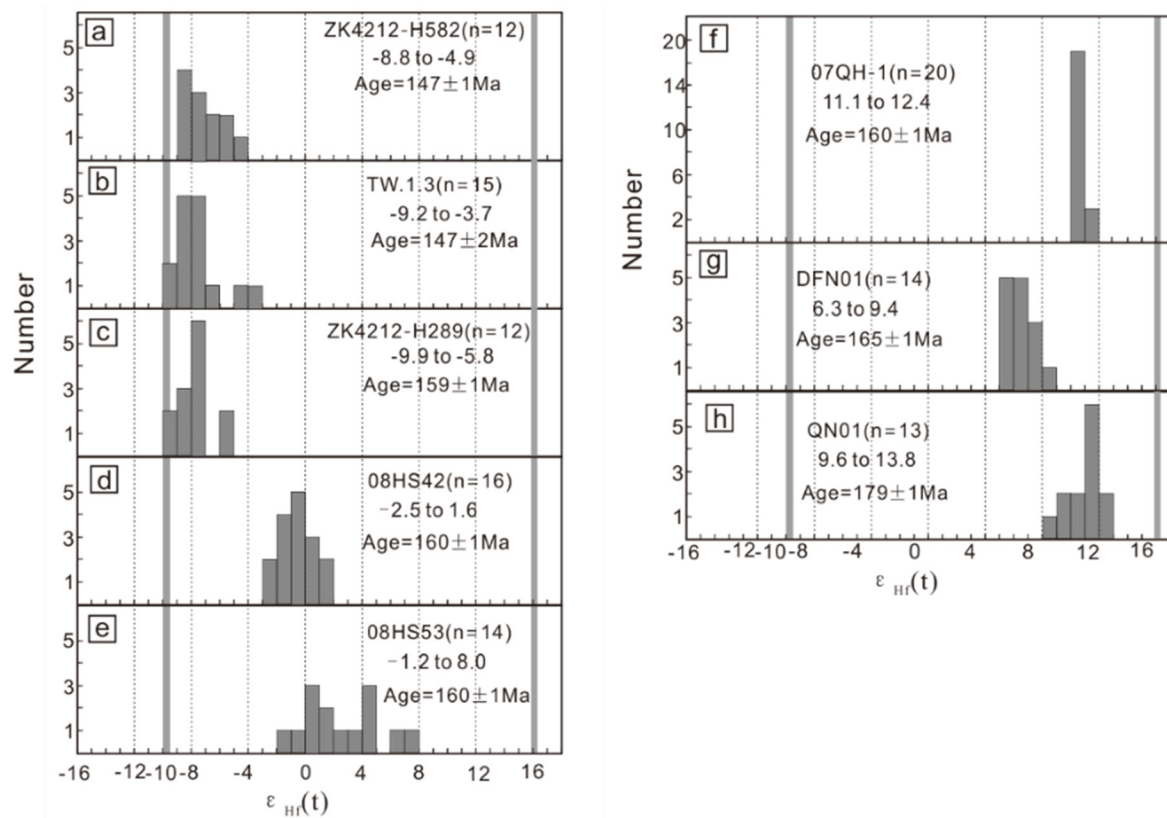 a
ZK4212-H582(n=12)
-8.8 to -4.9
Age=147±1Ma
5
3
1
b
TW.1.3(n=15)
-9.2 to -3.7
Age=147±2Ma
5
3
1
c
ZK4212-H289(n=12)
-9.9 to -5.8
Age=159±1Ma
5
3
1
d
08HS42(n=16)
-2.5 to 1.6
Age=160±1Ma
5
3
1
e
08HS53(n=14)
-1.2 to 8.0
Age=160±1Ma
5
3
1
Number
-16 -12 -10 -8 -4 0 4 8 12 16
ε Hf(t)
f
07QH-1(n=20)
11.1 to 12.4
Age=160±1Ma
20
14
10
6
2
g
DFN01(n=14)
6.3 to 9.4
Age=165±1Ma
5
3
1
h
QN01(n=13)
9.6 to 13.8
Age=179±1Ma
5
3
1
Number
-16 -12 -10 -8 -4 0 4 8 12 16
ε Hf(t)